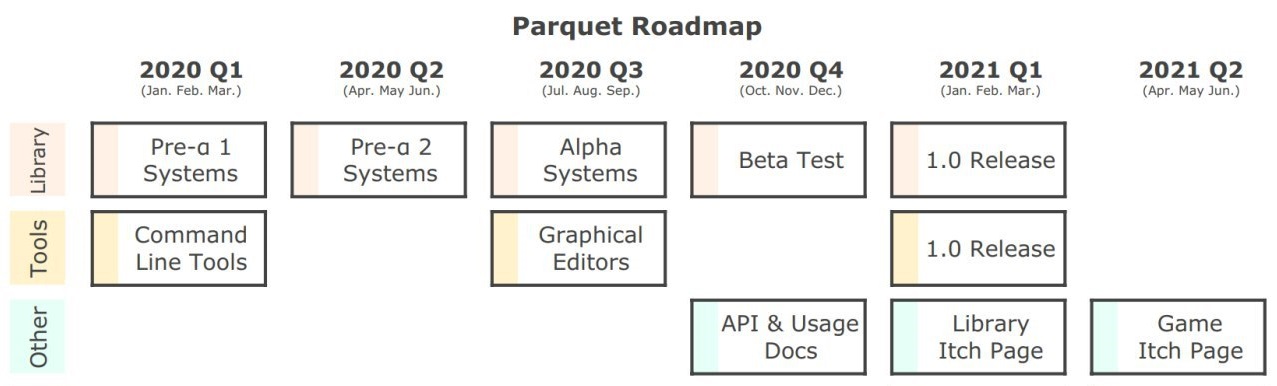 Parquet Roadmap
2020 Q1 2020 Q2 2020 Q3 2020 Q4 2021 Q1 2021 Q2
(Jan. Feb. Mar.) (Apr. May Jun.) (Jul. Aug. Sep.) (Oct. Nov. Dec.) (Jan. Feb. Mar.) (Apr. May Jun.)
Library
Pre-α 1
Systems
Pre-α 2
Systems
Alpha
Systems
Beta Test
1.0 Release
Tools
Command
Line Tools
Graphical
Editors
1.0 Release
Other
API & Usage
Docs
Library
Itch Page
Game
Itch Page